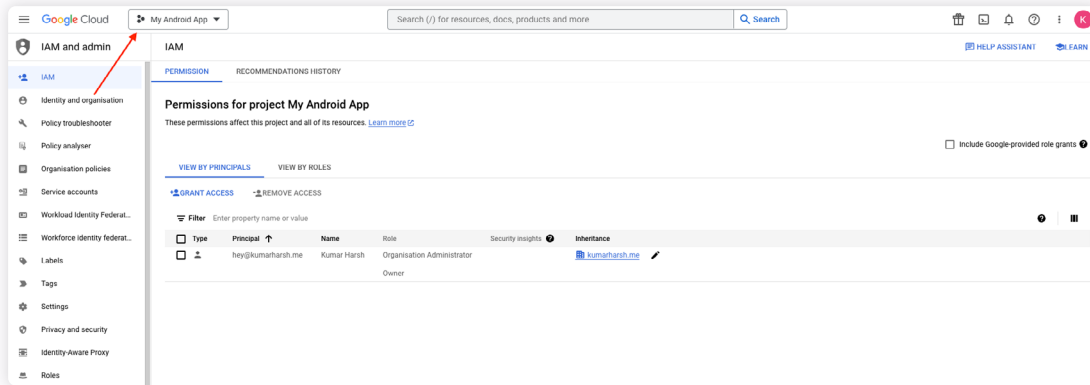 Google Cloud
My Android App
Search (/) for resources, docs, products and more
Search
K
IAM and admin
IAM
HELP ASSISTANT
LEARN
IAM
Identity and organisation
Policy troubleshooter
Policy analyser
Organisation policies
Service accounts
Workload Identity Federat...
Workforce identity federat...
Labels
Tags
Settings
Privacy and security
Identity-Aware Proxy
Roles
PERMISSION RECOMMENDATIONS HISTORY
Permissions for project My Android App
These permissions affect this project and all of its resources. Learn more
Include Google-provided role grants
VIEW BY PRINCIPALS VIEW BY ROLES
GRANT ACCESS REMOVE ACCESS
Filter Enter property name or value
Type Principal Name Role Security insights Inheritance
hey@kumarharsh.me Kumar Harsh Organisation Administrator kumarharsh.me
Owner